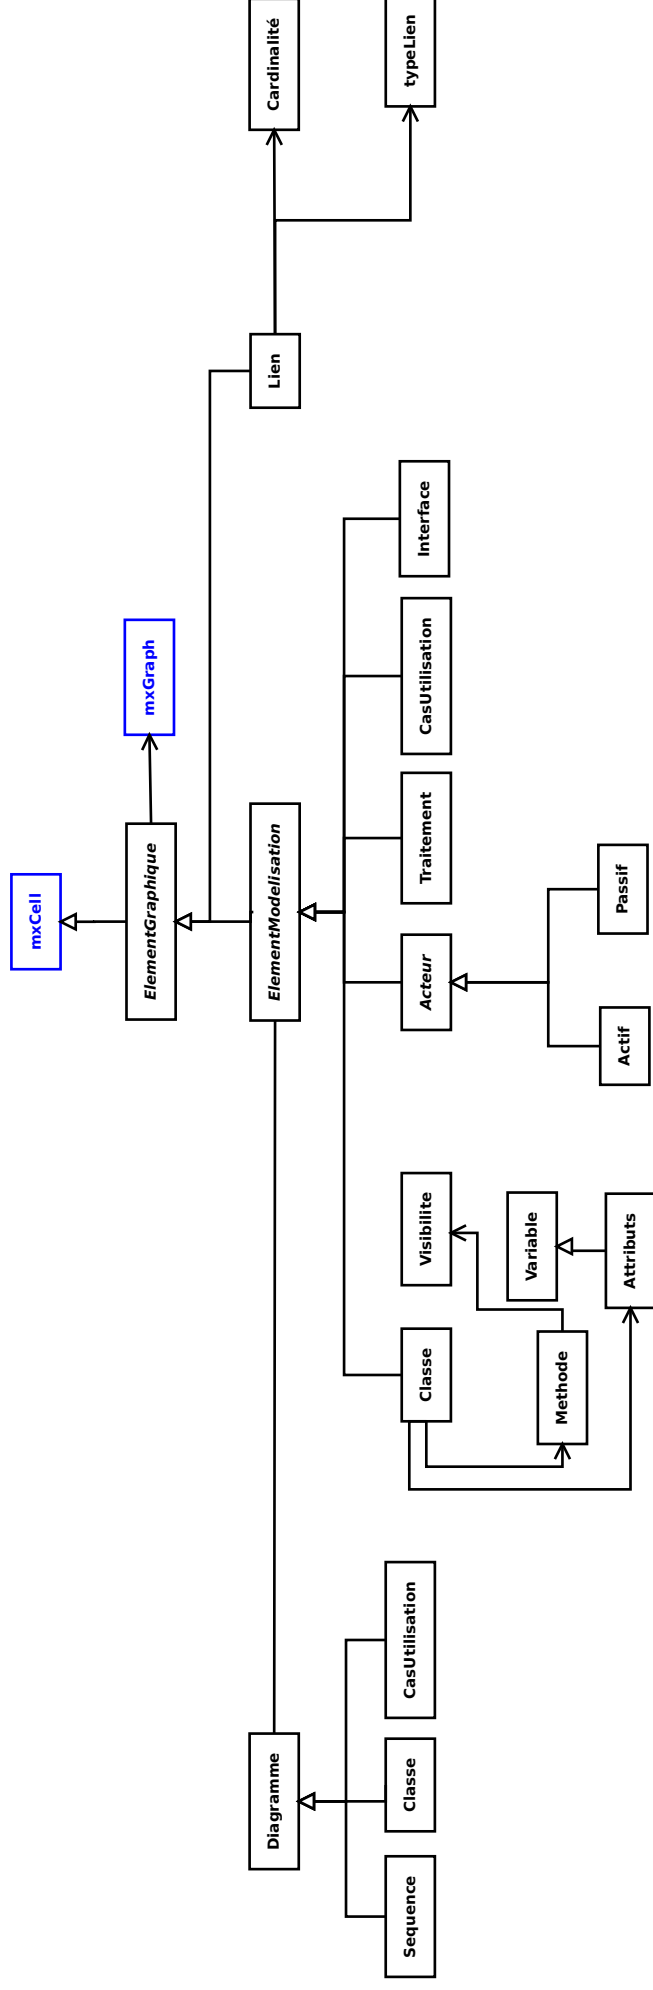 mxCell
ElementGraphique
mxGraph
Diagramme
ElementModelisation
Lien
Cardinalité
Sequence
Classe
CasUtilisation
typeLien
Classe
Visibilite
Acteur
Traitement
CasUtilisation
Interface
Methode
Variable
Attributs
Actif
Passif